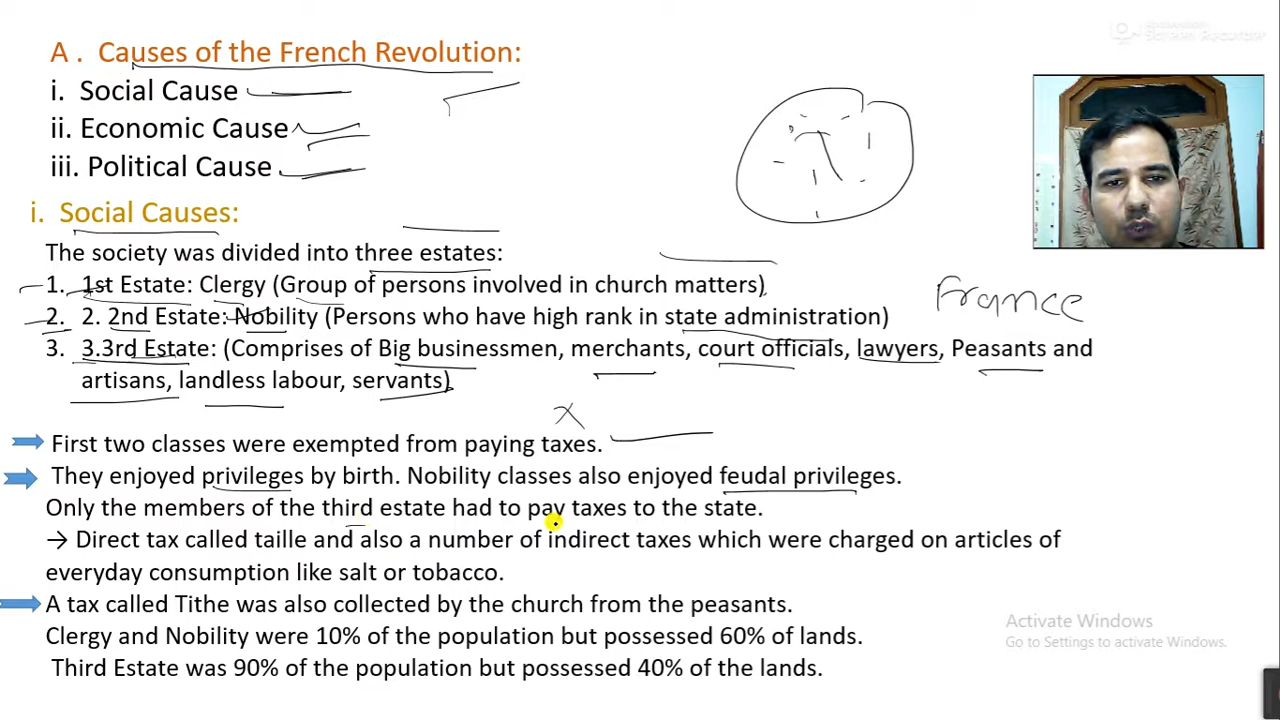 Screen Recorder
A . Causes of the French Revolution:
i. Social Cause
ii. Economic Cause
iii. Political Cause
i. Social Causes:
The society was divided into three estates:
1. 1st Estate: Clergy (Group of persons involved in church matters)
2. 2. 2nd Estate: Nobility (Persons who have high rank in state administration)
France
3. 3.3rd Estate: (Comprises of Big businessmen, merchants, court officials, lawyers, Peasants and
artisans, landless labour, servants)
First two classes were exempted from paying taxes.
They enjoyed privileges by birth. Nobility classes also enjoyed feudal privileges.
Only the members of the third estate had to pay taxes to the state.
→ Direct tax called taille and also a number of indirect taxes which were charged on articles of
everyday consumption like salt or tobacco.
A tax called Tithe was also collected by the church from the peasants.
Clergy and Nobility were 10% of the population but possessed 60% of lands.
Third Estate was 90% of the population but possessed 40% of the lands.
Activate Windows
Go to Settings to activate Windows.